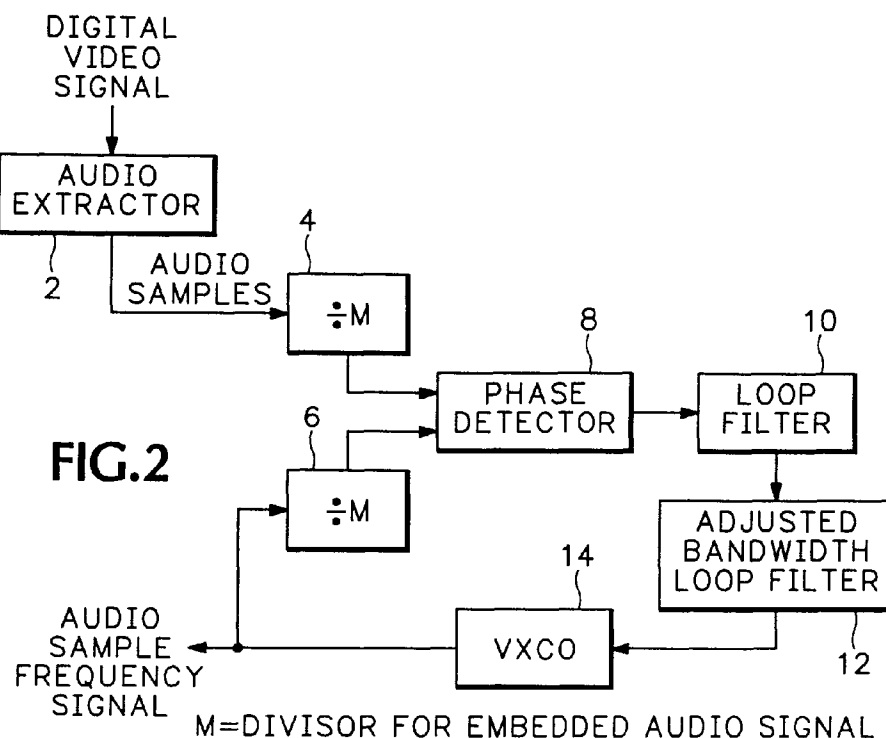 DIGITAL
VIDEO
SIGNAL
AUDIO
EXTRACTOR
2
AUDIO
SAMPLES
4
÷M
6
÷M
8
PHASE
DETECTOR
10
LOOP
FILTER
ADJUSTED
BANDWIDTH
LOOP FILTER
12
14
VXCO
AUDIO
SAMPLE
FREQUENCY
SIGNAL
FIG.2
M=DIVISOR FOR EMBEDDED AUDIO SIGNAL